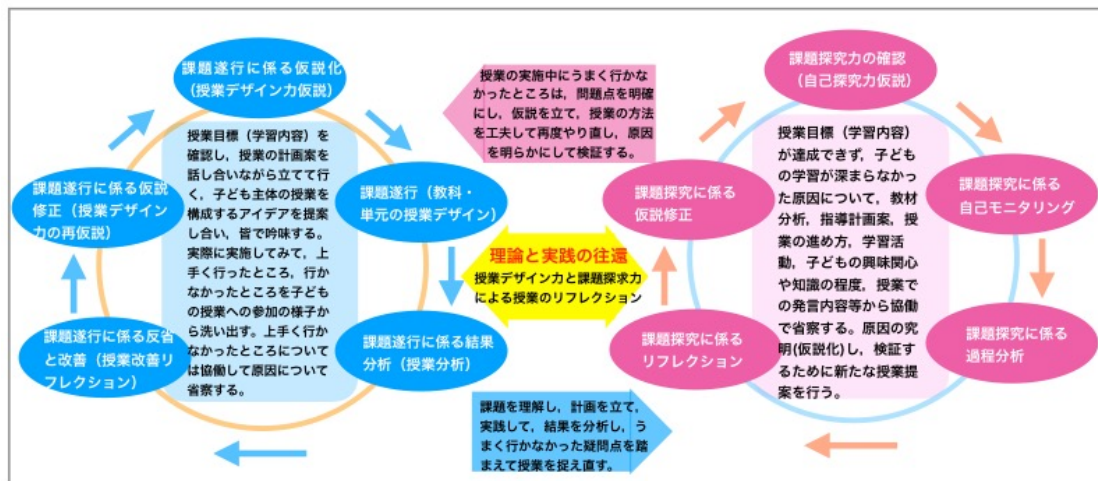 課題遂行に係る仮説化
(授業デザイン力仮説)
課題遂行に係る仮説
修正(授業デザイン
力の再仮説)
課題遂行に係る反省
と改善(授業改善リ
フレクション)
授業目標(学習内容)を
確認し,授業の計画案を
話し合いながら立てて行
く,子ども主体の授業を
構成するアイデアを提案
し合い,皆で吟味する。
実際に実施してみて,上
手く行ったところ,行か
なかったところを子ども
の授業への参加の様子か
ら洗い出す。上手く行か
なかったところについて
は協働して原因について
省察する。
課題遂行(教科・
単元の授業デザイン)
課題遂行に係る結果
分析(授業分析)
授業の実施中にうまく行かな
かったところは,問題点を明確
にし,仮説を立て,授業の方法
を工夫して再度やり直し,原因
を明らかにして検証する。
理論と実践の往還
授業デザイン力と課題探求力
による授業のリフレクション
課題を理解し,計画を立て,
実践して,結果を分析し,う
まく行かなかった疑問点を踏
まえて授業を捉え直す。
課題探究力の確認
(自己探究力仮説)
課題探究に係る
仮説修正
課題探究に係る
リフレクション
授業目標(学習内容)
が達成できず,子ども
の学習が深まらなかっ
た原因について,教材
分析,指導計画案,授
業の進め方,学習活
動,子どもの興味関心
や知識の程度,授業で
の発言内容等から協働
で省察する。原因の究
明(仮説化)し,検証す
るために新たな授業提
案を行う。
課題探究に係る
自己モニタリング
課題探究に係る
過程分析